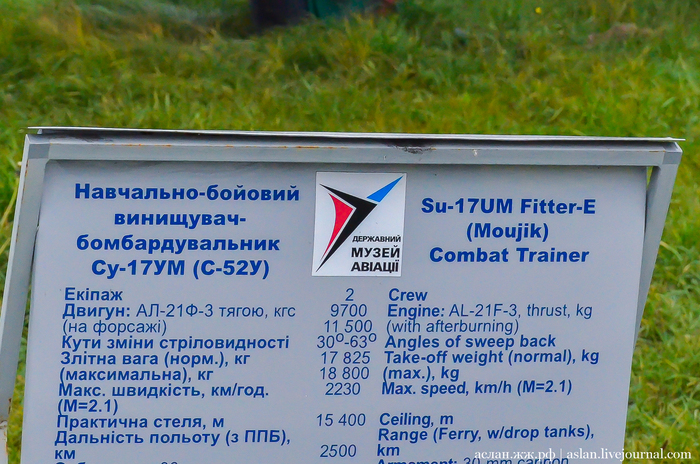 Навчально-бойовий
винищувач-
бомбардувальник
Су-17УМ (С-52У)
ДЕРЖАВНИЙ
МУЗЕЙ
АВІАЦІЇ
Su-17UM Fitter-E
(Moujik)
Combat Trainer
Екіпаж 2 Crew
Двигун: АЛ-21Ф-3 тягою, кгс 9700 Engine: AL-21F-3, thrust, kg
(на форсажі) 11 500 (with afterburning)
Кути зміни стріловидності 30º-63º Angles of sweep back
Злітна вага (норм.), кг 17 825 Take-off weight (normal), kg
(максимальна), кг 18 800 (max.), kg
Макс. швидкість, км/год. 2230 Max. speed, km/h (M=2.1)
(М=2.1)
Практична стеля, м 15 400 Ceiling, m
Дальність польоту (з ППБ), Range (Ferry, w/drop tanks),
км 2500 km
аслан.жж.рф | aslan.livejournal.com